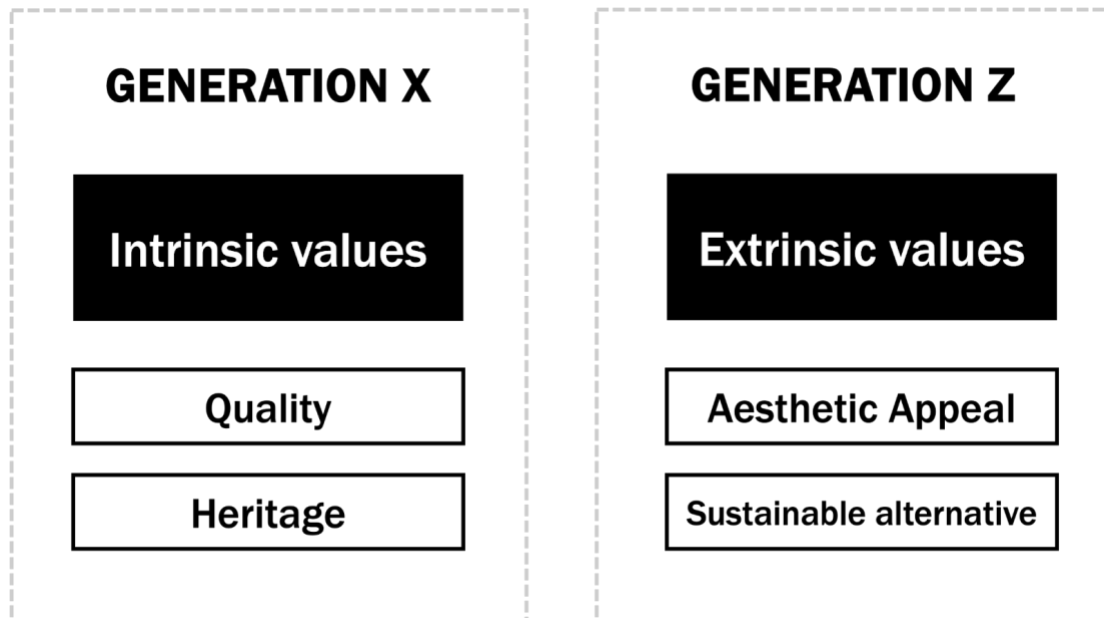 GENERATION X
Intrinsic values
Quality
Heritage
GENERATION Z
Extrinsic values
Aesthetic Appeal
Sustainable alternative